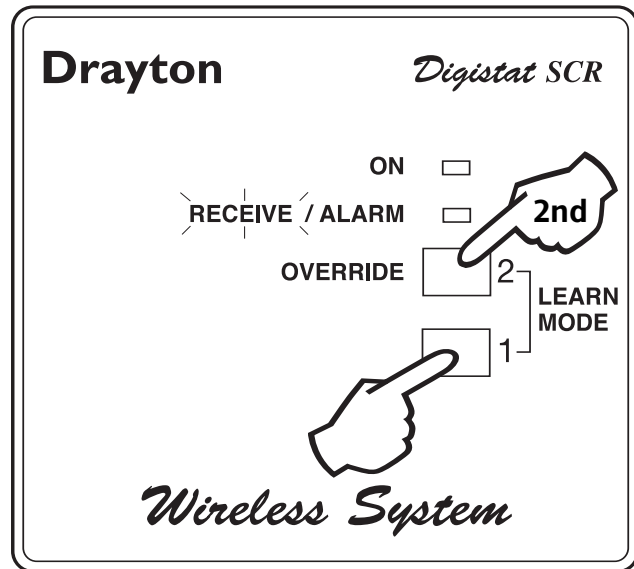 Drayton Digistat SCR
ON
RECEIVE / ALARM
2nd
OVERRIDE 2
LEARN
MODE
1
Wireless System